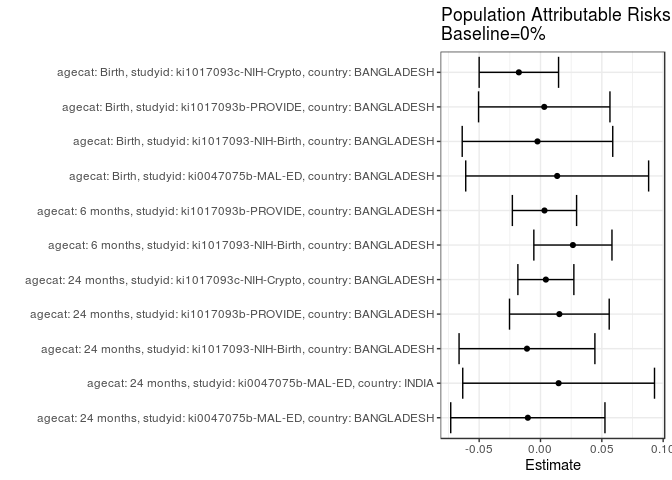 Population Attributable Risks
Baseline=0%
agecat: Birth, studyid: ki1017093c-NIH-Crypto, country: BANGLADESH
agecat: Birth, studyid: ki1017093b-PROVIDE, country: BANGLADESH
agecat: Birth, studyid: ki1017093-NIH-Birth, country: BANGLADESH
agecat: Birth, studyid: ki0047075b-MAL-ED, country: BANGLADESH
agecat: 6 months, studyid: ki1017093b-PROVIDE, country: BANGLADESH
agecat: 6 months, studyid: ki1017093-NIH-Birth, country: BANGLADESH
agecat: 24 months, studyid: ki1017093c-NIH-Crypto, country: BANGLADESH
agecat: 24 months, studyid: ki1017093b-PROVIDE, country: BANGLADESH
agecat: 24 months, studyid: ki1017093-NIH-Birth, country: BANGLADESH
agecat: 24 months, studyid: ki0047075b-MAL-ED, country: INDIA
agecat: 24 months, studyid: ki0047075b-MAL-ED, country: BANGLADESH
-0.05 0.00 0.05 0.10
Estimate